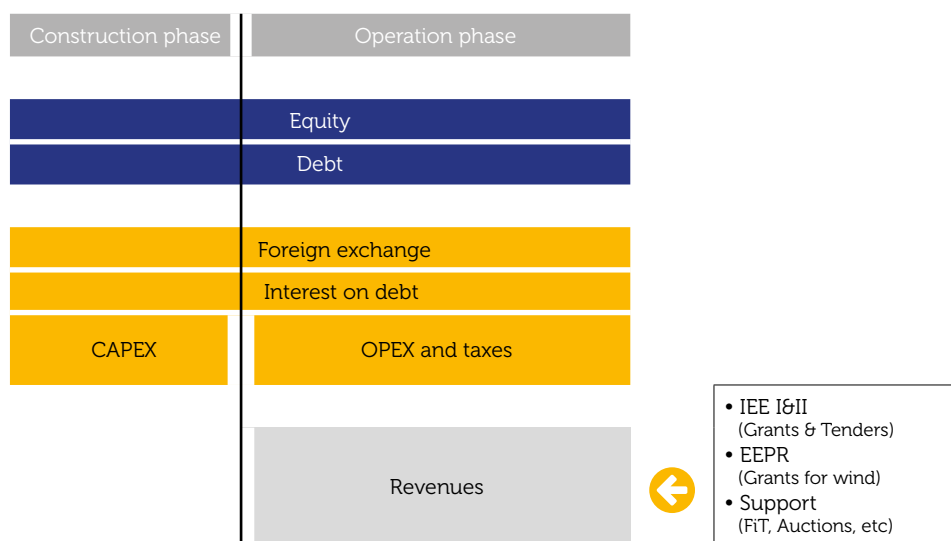 Construction phase
Operation phase
Equity
Debt
Foreign exchange
Interest on debt
CAPEX
OPEX and taxes
Revenues
• IEE I&II
(Grants & Tenders)
• EEPR
(Grants for wind)
• Support
(FiT, Auctions, etc)